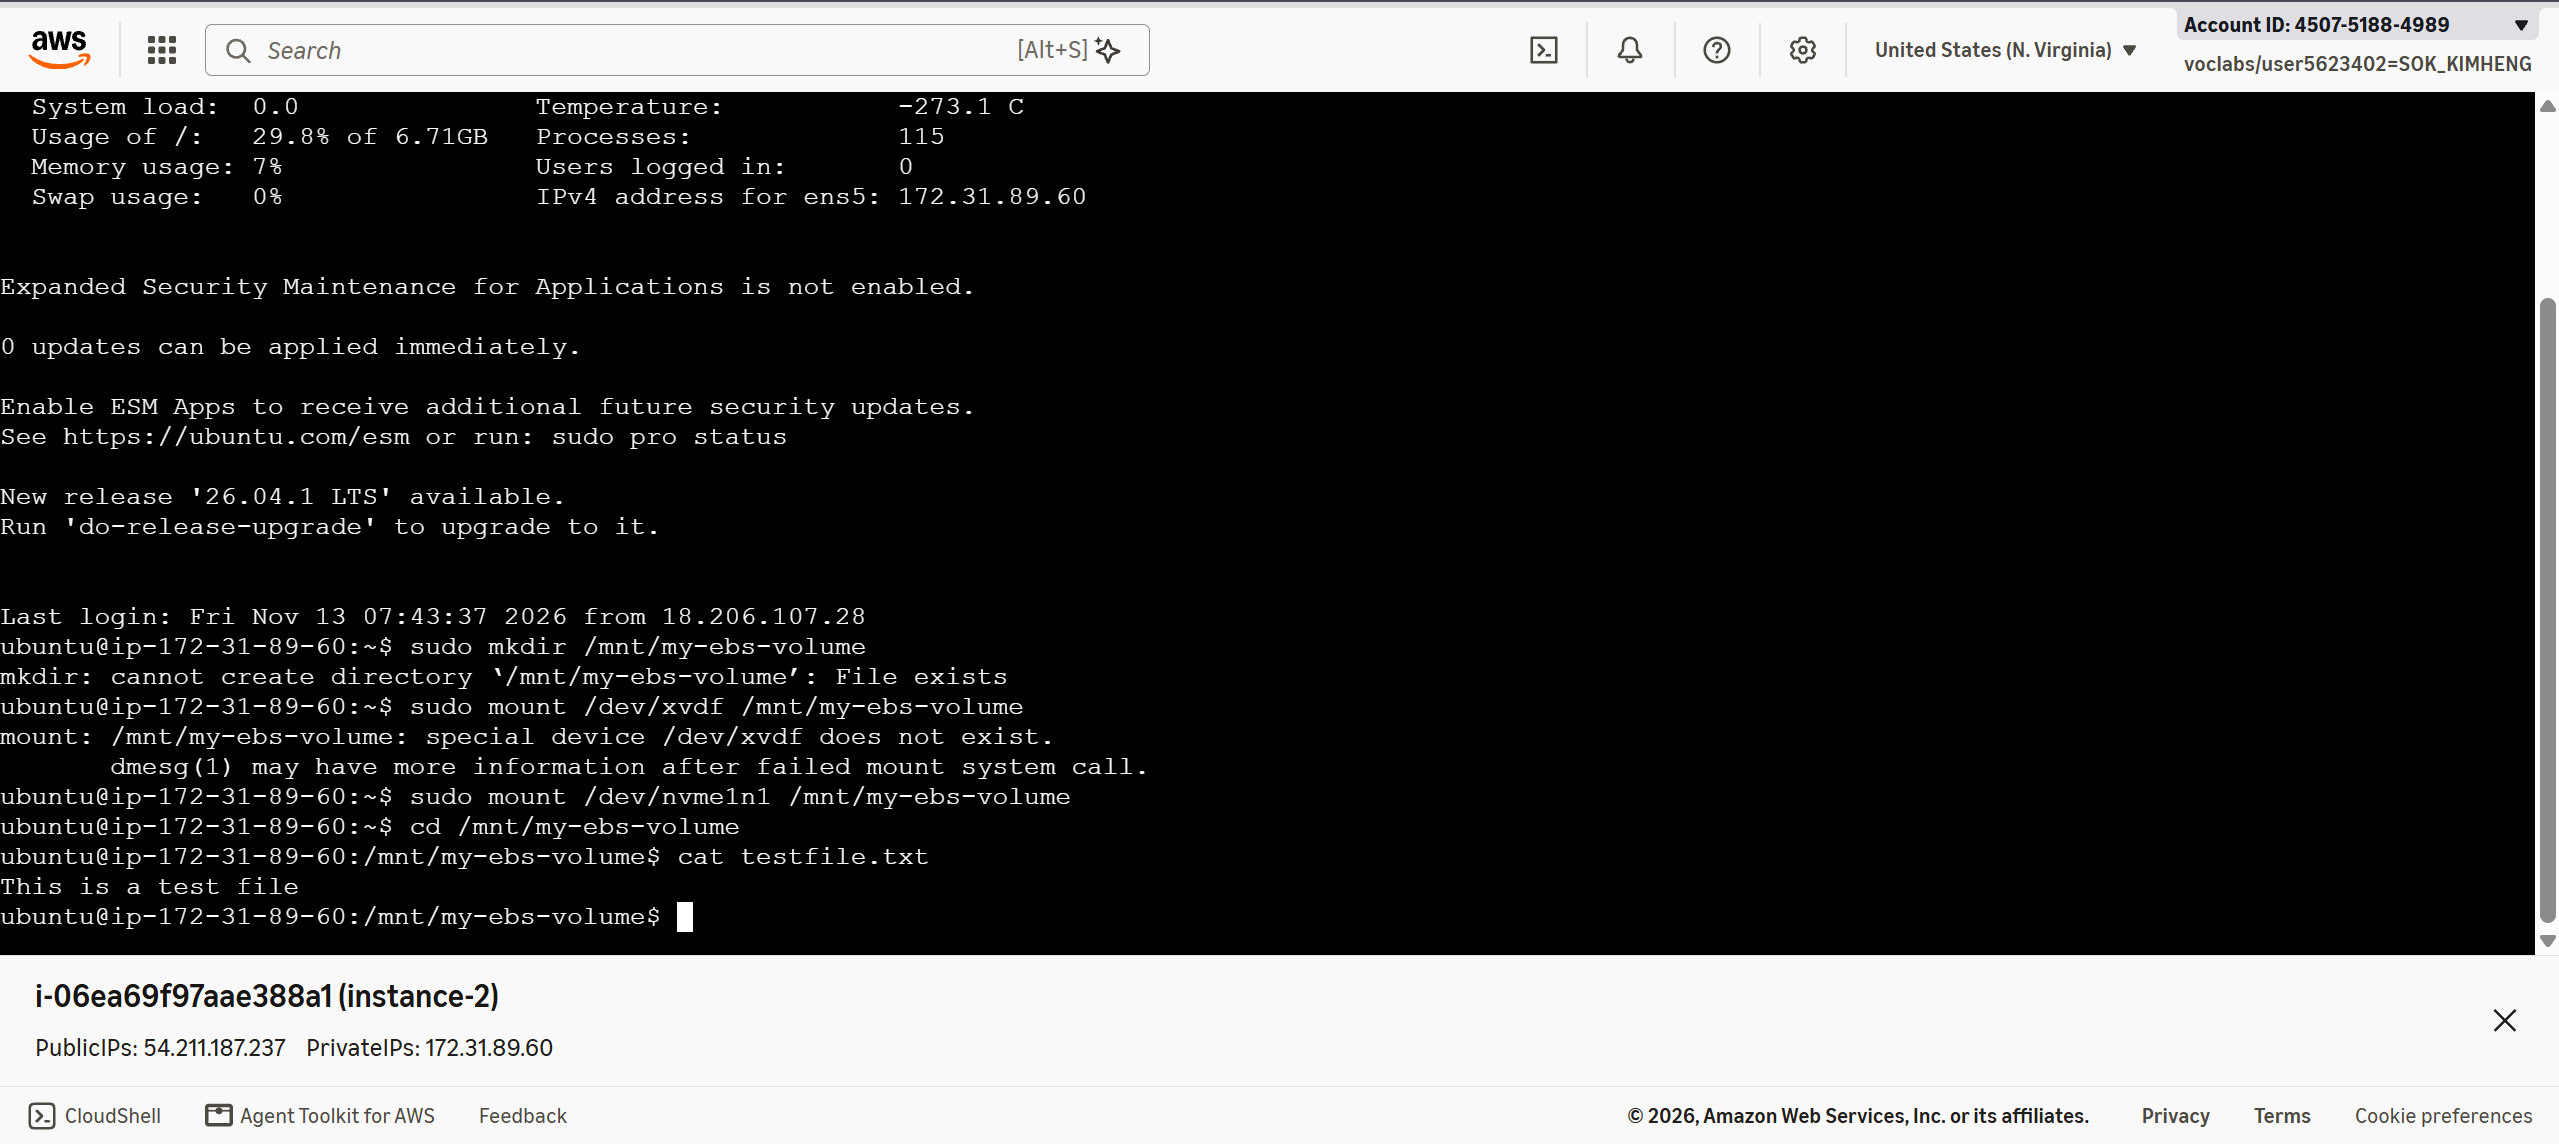 aws
Search [Alt+S]
United States (N. Virginia)
Account ID: 4507-5188-4989
voclabs/user5623402=SOK_KIMHENG
System load: 0.0 Temperature: -273.1 C
Usage of /: 29.8% of 6.71GB Processes: 115
Memory usage: 7% Users logged in: 0
Swap usage: 0% IPv4 address for ens5: 172.31.89.60
Expanded Security Maintenance for Applications is not enabled.
0 updates can be applied immediately.
Enable ESM Apps to receive additional future security updates.
See https://ubuntu.com/esm or run: sudo pro status
New release '26.04.1 LTS' available.
Run 'do-release-upgrade' to upgrade to it.
Last login: Fri Nov 13 07:43:37 2026 from 18.206.107.28
ubuntu@ip-172-31-89-60:~$ sudo mkdir /mnt/my-ebs-volume
mkdir: cannot create directory ‘/mnt/my-ebs-volume’: File exists
ubuntu@ip-172-31-89-60:~$ sudo mount /dev/xvdf /mnt/my-ebs-volume
mount: /mnt/my-ebs-volume: special device /dev/xvdf does not exist.
dmesg(1) may have more information after failed mount system call.
ubuntu@ip-172-31-89-60:~$ sudo mount /dev/nvme1n1 /mnt/my-ebs-volume
ubuntu@ip-172-31-89-60:~$ cd /mnt/my-ebs-volume
ubuntu@ip-172-31-89-60:/mnt/my-ebs-volume$ cat testfile.txt
This is a test file
ubuntu@ip-172-31-89-60:/mnt/my-ebs-volume$
i-06ea69f97aae388a1 (instance-2)
PublicIPs: 54.211.187.237 PrivateIPs: 172.31.89.60
CloudShell Agent Toolkit for AWS Feedback © 2026, Amazon Web Services, Inc. or its affiliates. Privacy Terms Cookie preferences